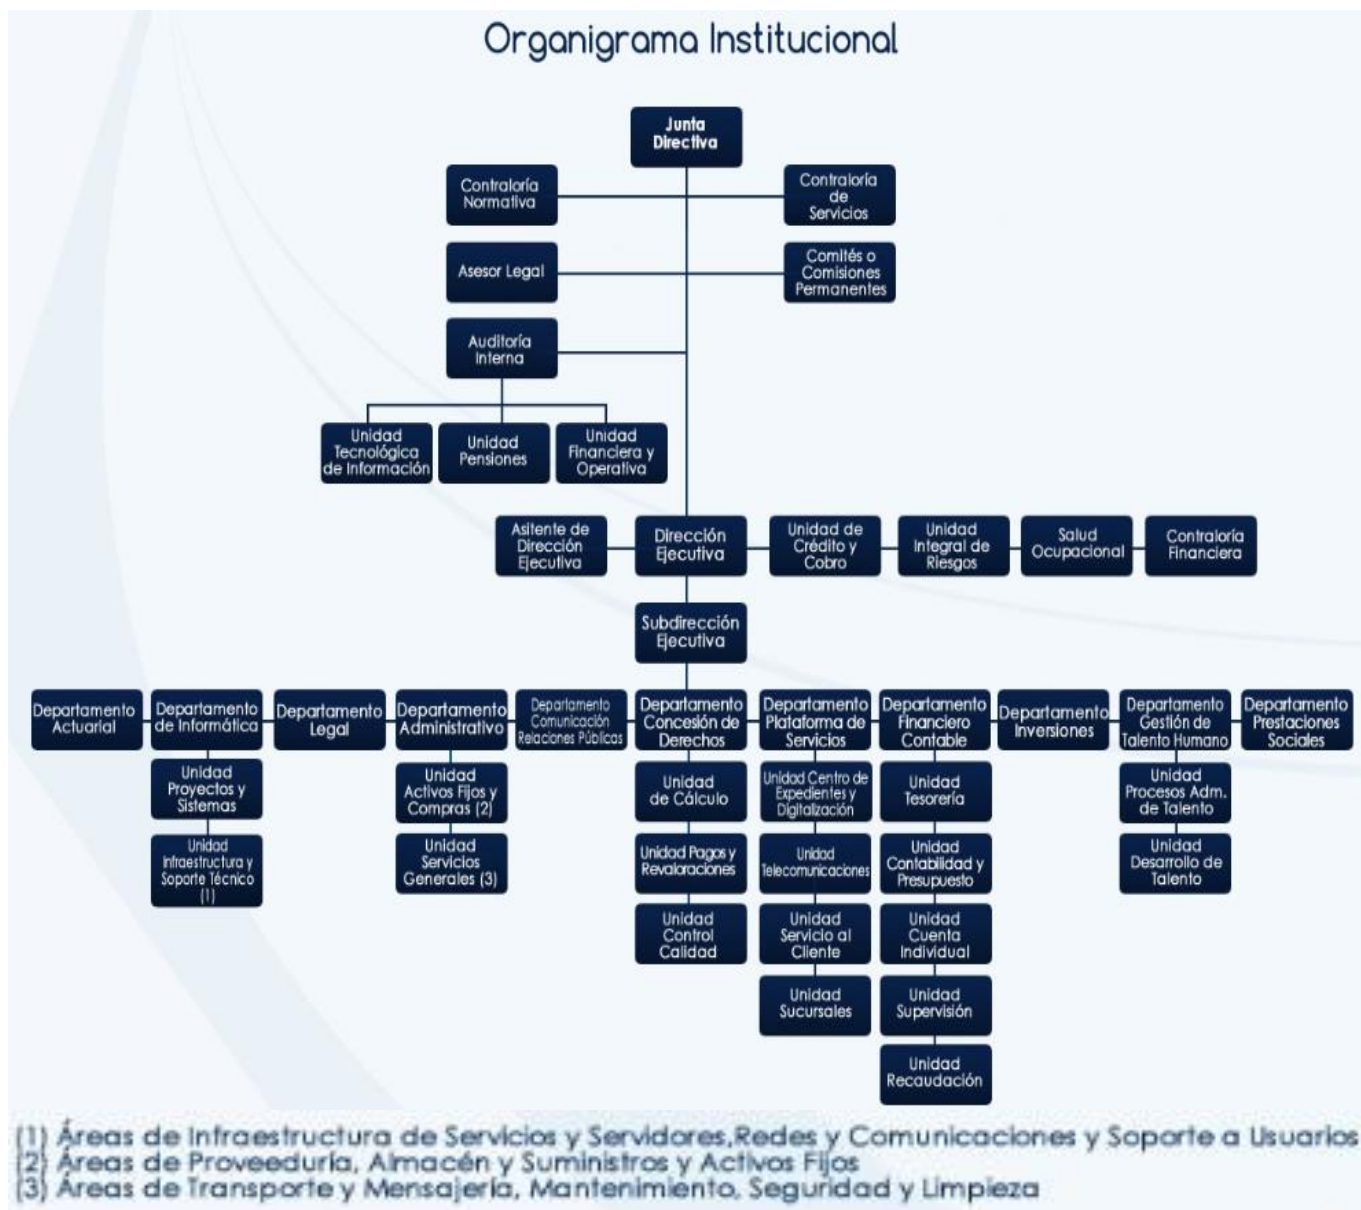 Organigrama Institucional
Junta
Directiva
Contraloría
Normativa
Contraloría
de
Servicios
Asesor Legal
Comités o
Comisiones
Permanentes
Auditoría
Interna
Unidad
Tecnológica
de Información
Unidad
Pensiones
Unidad
Financiera y
Operativa
Asitente de
Dirección
Ejecutiva
Dirección
Ejecutiva
Unidad de
Crédito y
Cobro
Unidad
Integral de
Riesgos
Salud
Ocupacional
Contraloría
Financiera
Subdirección
Ejecutiva
Departamento
Actuarial
Departamento
de Informática
Departamento
Legal
Departamento
Administrativo
Departamento
Comunicación
Relaciones Públicas
Departamento
Concesión de
Derechos
Departamento
Plataforma de
Servicios
Departamento
Financiero
Contable
Departamento
Inversiones
Departamento
Gestión de
Talento Humano
Departamento
Prestaciones
Sociales
Unidad
Proyectos y
Sistemas
Unidad
Activos Fijos y
Compras (2)
Unidad
de Cálculo
Unidad Centro de
Expedientes y
Digitalización
Unidad
Tesorería
Unidad
Procesos Adm.
de Talento
Unidad
Infraestructura y
Soporte Técnico
(1)
Unidad
Servicios
Generales (3)
Unidad Pagos y
Revaloraciones
Unidad
Telecomunicaciones
Unidad
Contabilidad y
Presupuesto
Unidad
Desarrollo de
Talento
Unidad
Control
Calidad
Unidad
Servicio al
Cliente
Unidad
Cuenta
Individual
Unidad
Sucursales
Unidad
Supervisión
Unidad
Recaudación
(1) Áreas de Infraestructura de Servicios y Servidores,Redes y Comunicaciones y Soporte a Usuarios
(2) Áreas de Proveeduría, Almacén y Suministros y Activos Fijos
(3) Áreas de Transporte y Mensajería, Mantenimiento, Seguridad y Limpieza